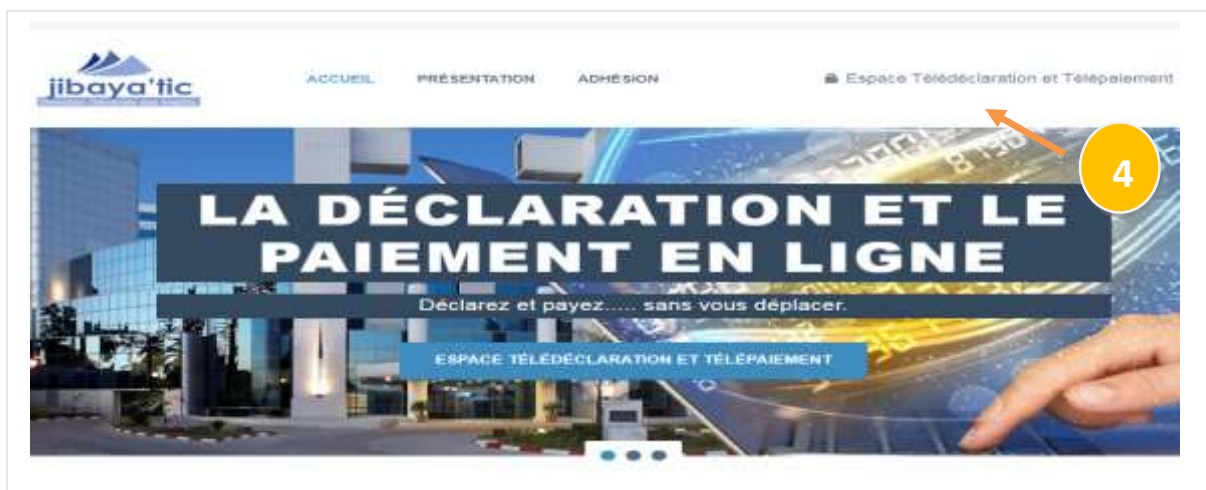 jibaya'tic
ACCUEIL PRÉSENTATION ADHÉSION Espace Télédéclaration et Télépaiement
4
LA DÉCLARATION ET LE
PAIEMENT EN LIGNE
Déclarez et payez..... sans vous déplacer.
ESPACE TÉLÉDÉCLARATION ET TÉLÉPAIEMENT